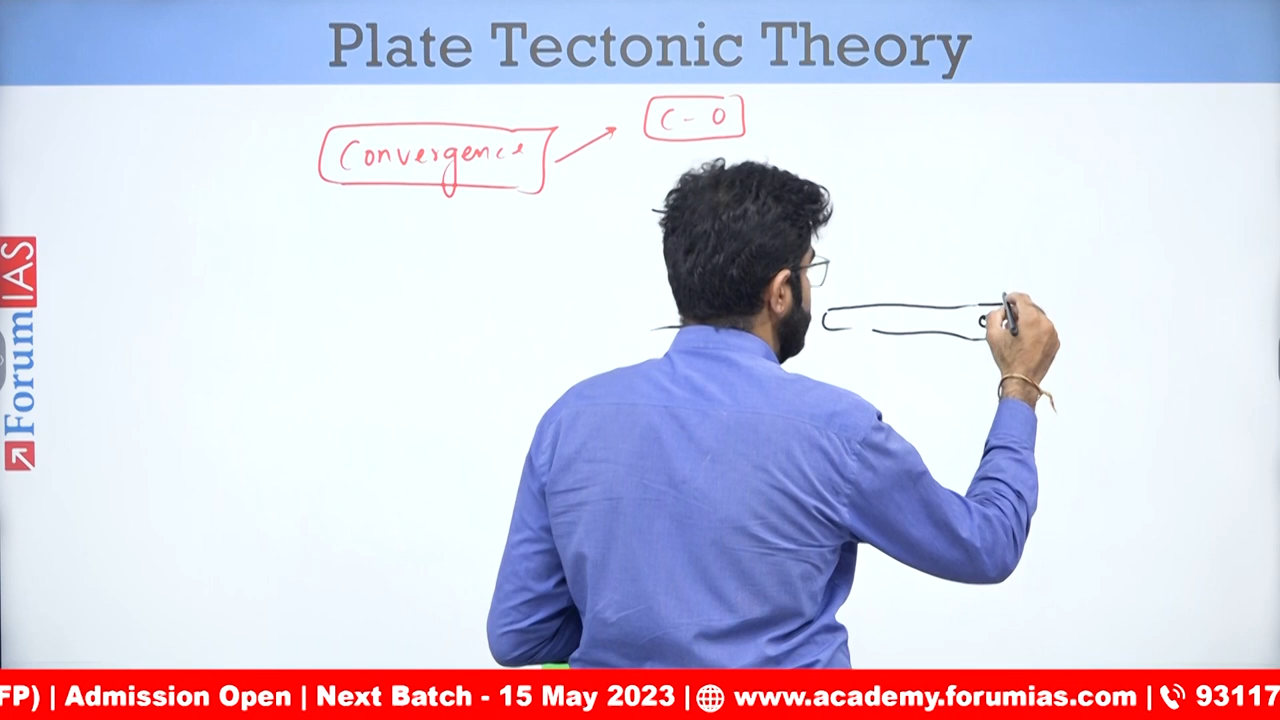 Plate Tectonic Theory
Convergence
C - O
ForumIAS
FP) | Admission Open | Next Batch - 15 May 2023 | www.academy.forumias.com | 93117